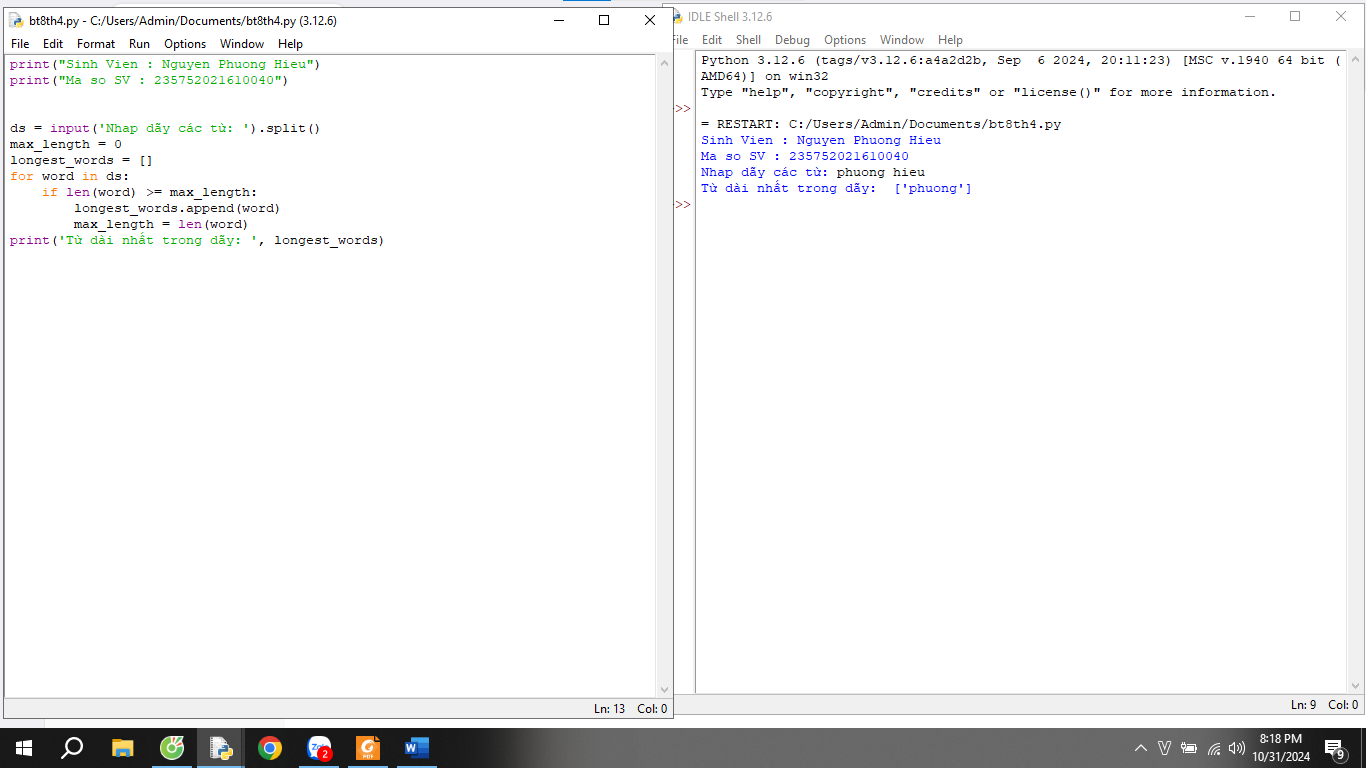 bt8th4.py - C:/Users/Admin/Documents/bt8th4.py (3.12.6)
File Edit Format Run Options Window Help
print("Sinh Vien : Nguyen Phuong Hieu")
print("Ma so SV : 235752021610040")
ds = input('Nhap dãy các từ: ').split()
max_length = 0
longest_words = []
for word in ds:
    if len(word) >= max_length:
        longest_words.append(word)
        max_length = len(word)
print('Từ dài nhất trong dãy: ', longest_words)
Ln: 13 Col: 0
IDLE Shell 3.12.6
File Edit Shell Debug Options Window Help
Python 3.12.6 (tags/v3.12.6:a4a2d2b, Sep  6 2024, 20:11:23) [MSC v.1940 64 bit (
AMD64)] on win32
Type "help", "copyright", "credits" or "license()" for more information.
>>
= RESTART: C:/Users/Admin/Documents/bt8th4.py
Sinh Vien : Nguyen Phuong Hieu
Ma so SV : 235752021610040
Nhap dãy các từ: phuong hieu
Từ dài nhất trong dãy:  ['phuong']
>>
Ln: 9 Col: 0
Zalo 2
PDF
W
V
8:18 PM
10/31/2024
9